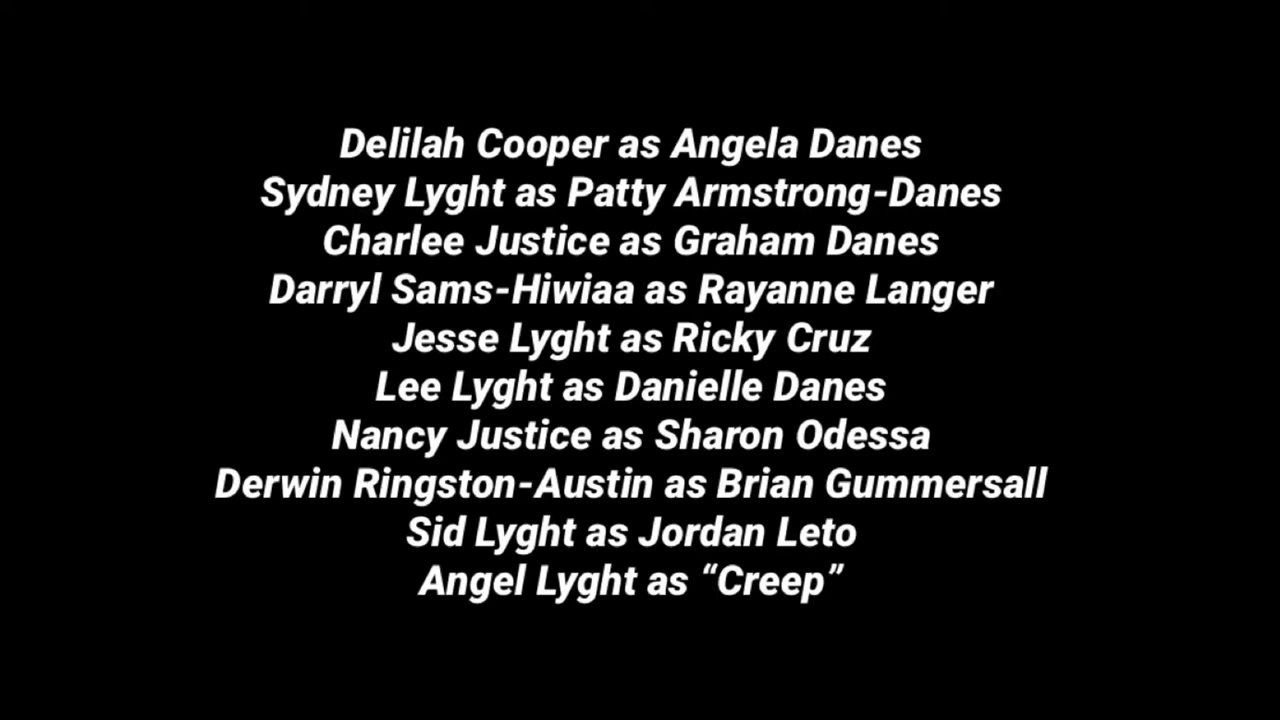 Delilah Cooper as Angela Danes
Sydney Lyght as Patty Armstrong-Danes
Charlee Justice as Graham Danes
Darryl Sams-Hiwiaa as Rayanne Langer
Jesse Lyght as Ricky Cruz
Lee Lyght as Danielle Danes
Nancy Justice as Sharon Odessa
Derwin Ringston-Austin as Brian Gummersall
Sid Lyght as Jordan Leto
Angel Lyght as “Creep”